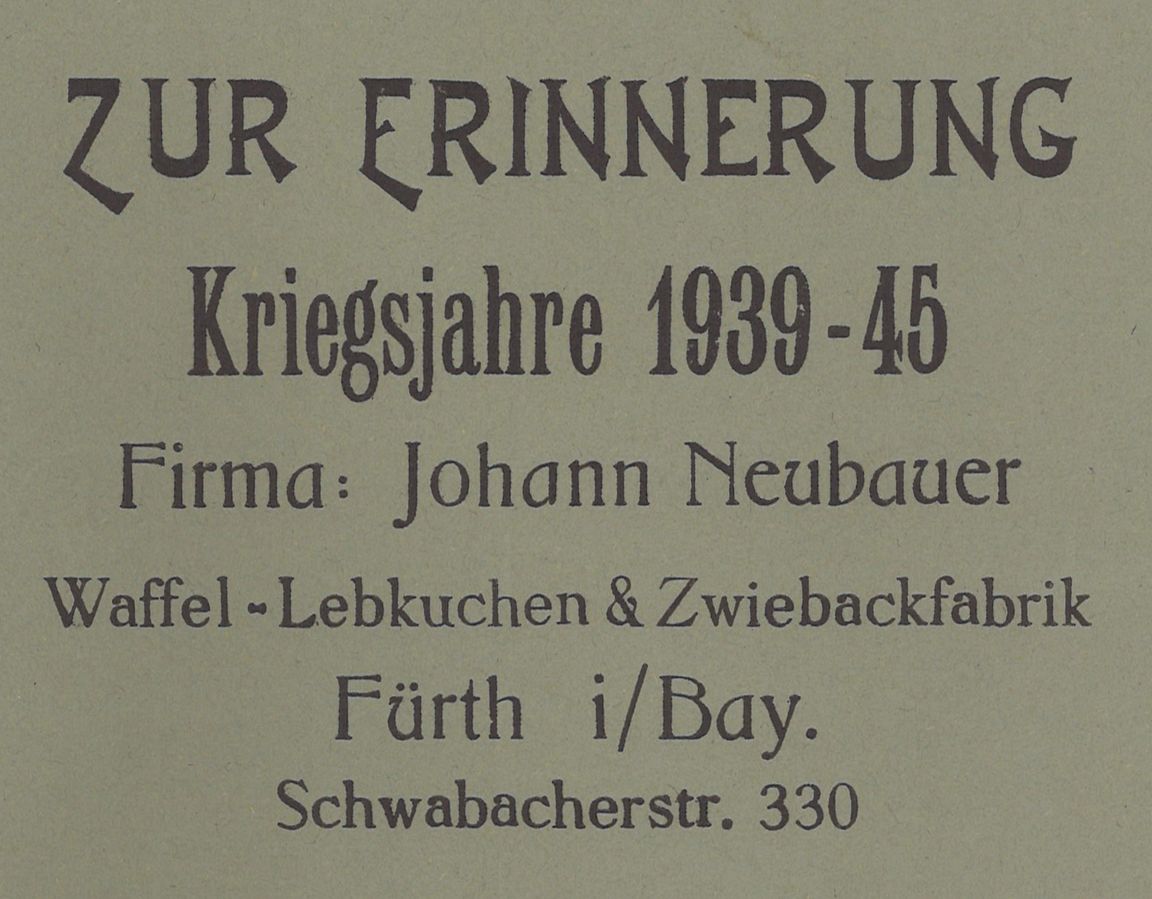 ZUR ERINNERUNG
Kriegsjahre 1939-45
Firma: Johann Neubauer
Waffel-Lebkuchen & Zwiebackfabrik
Fürth i/Bay.
Schwabacherstr. 330